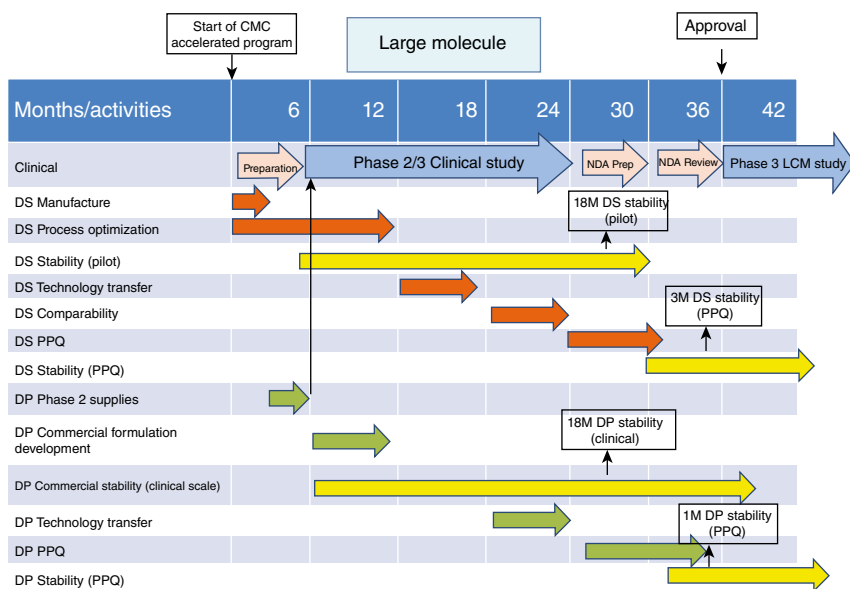 Start of CMC
accelerated program
Large molecule
Approval
Months/activities 6 12 18 24 30 36 42
Clinical
Preparation
Phase 2/3 Clinical study
NDA Prep
NDA Review
Phase 3 LCM study
DS Manufacture
18M DS stability
(pilot)
DS Process optimization
DS Stability (pilot)
DS Technology transfer
3M DS stability
(PPQ)
DS Comparability
DS PPQ
DS Stability (PPQ)
DP Phase 2 supplies
18M DP stability
(clinical)
DP Commercial formulation
development
DP Commercial stability (clinical scale)
1M DP stability
(PPQ)
DP Technology transfer
DP PPQ
DP Stability (PPQ)